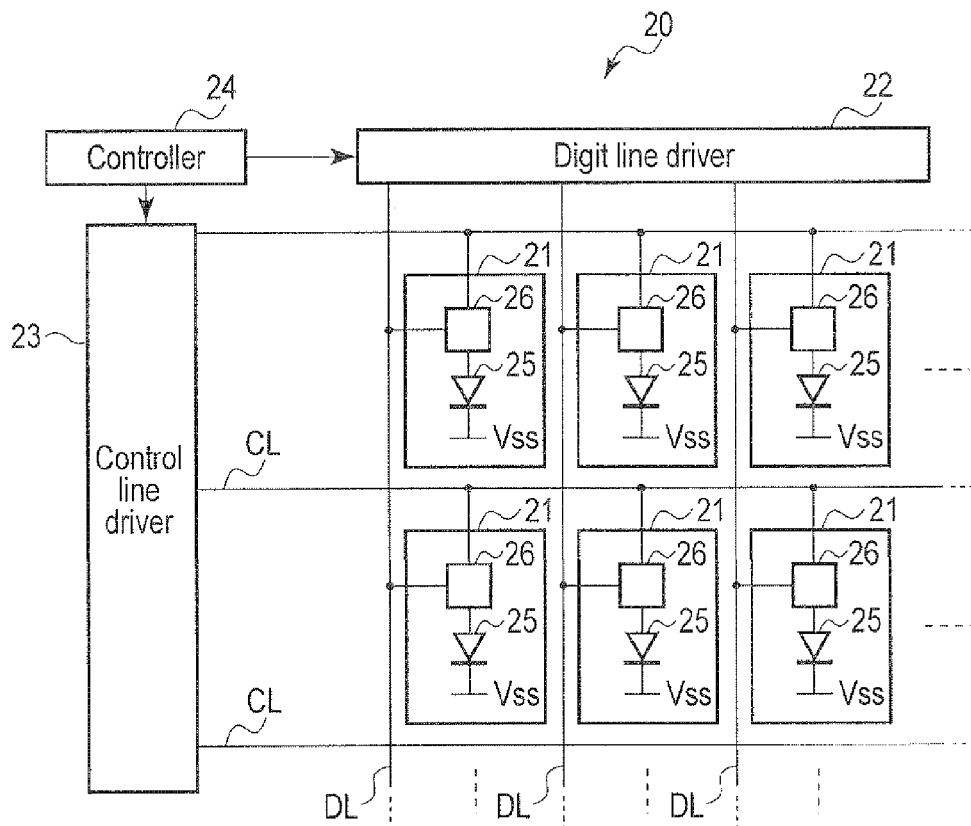 20
24
22
Controller
Digit line driver
21 21 21
26 26 26
23
25 25 25
Vss Vss Vss
Control
line
driver
CL
21 21 21
26 26 26
25 25 25
Vss Vss Vss
CL
DL DL DL